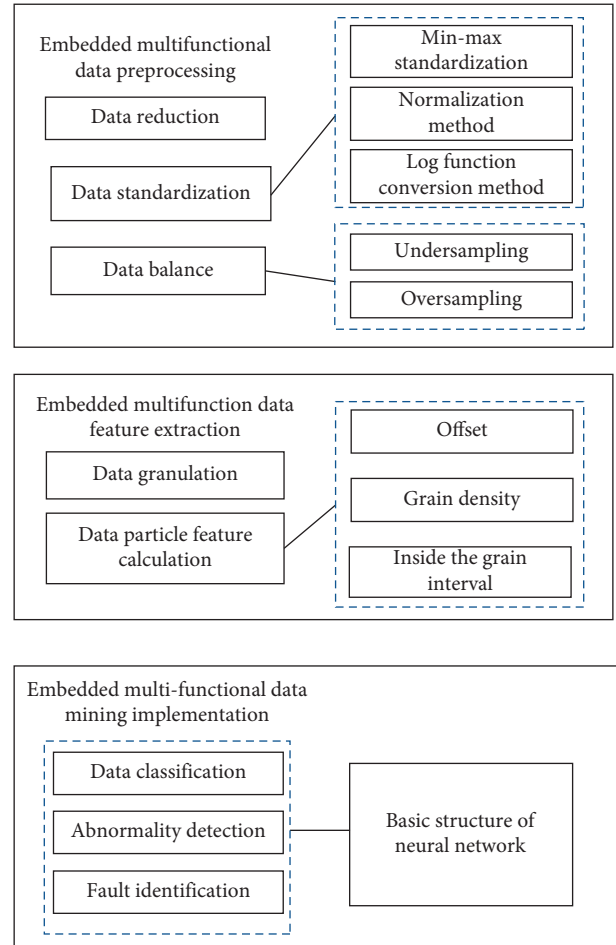 Embedded multifunctional
data preprocessing
Data reduction
Data standardization
Data balance
Min-max
standardization
Normalization
method
Log function
conversion method
Undersampling
Oversampling
Embedded multifunction data
feature extraction
Data granulation
Data particle feature
calculation
Offset
Grain density
Inside the grain
interval
Embedded multi-functional data
mining implementation
Data classification
Abnormality detection
Fault identification
Basic structure of
neural network